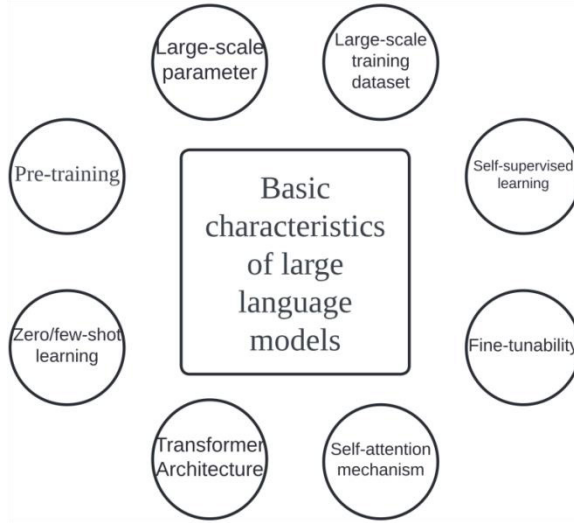 Large-scale
parameter
Large-scale
training
dataset
Pre-training
Self-supervised
learning
Basic
characteristics
of large
language
models
Zero/few-shot
learning
Fine-tunability
Transformer
Architecture
Self-attention
mechanism